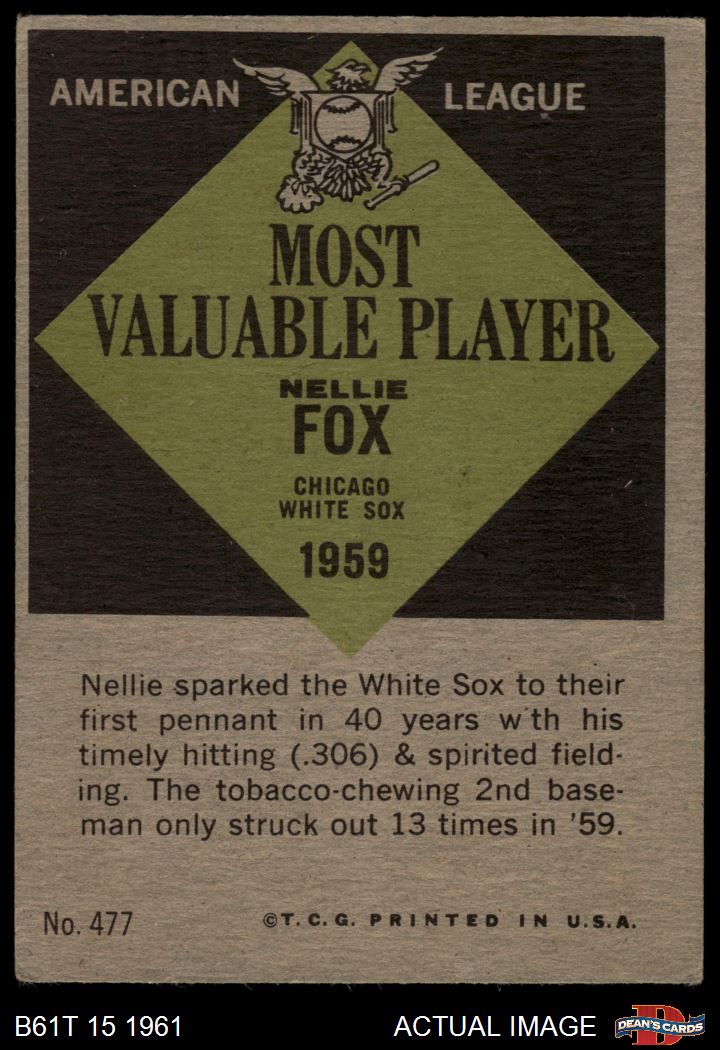 AMERICAN LEAGUE
MOST
VALUABLE PLAYER
NELLIE
FOX
CHICAGO
WHITE SOX
1959
Nellie sparked the White Sox to their
first pennant in 40 years w th his
timely hitting (.306) & spirited field-
ing. The tobacco-chewing 2nd base-
man only struck out 13 times in '59.
No. 477 ©T.C.G. PRINTED IN U.S.A.
B61T 15 1961 ACTUAL IMAGE DEAN'S CARDS